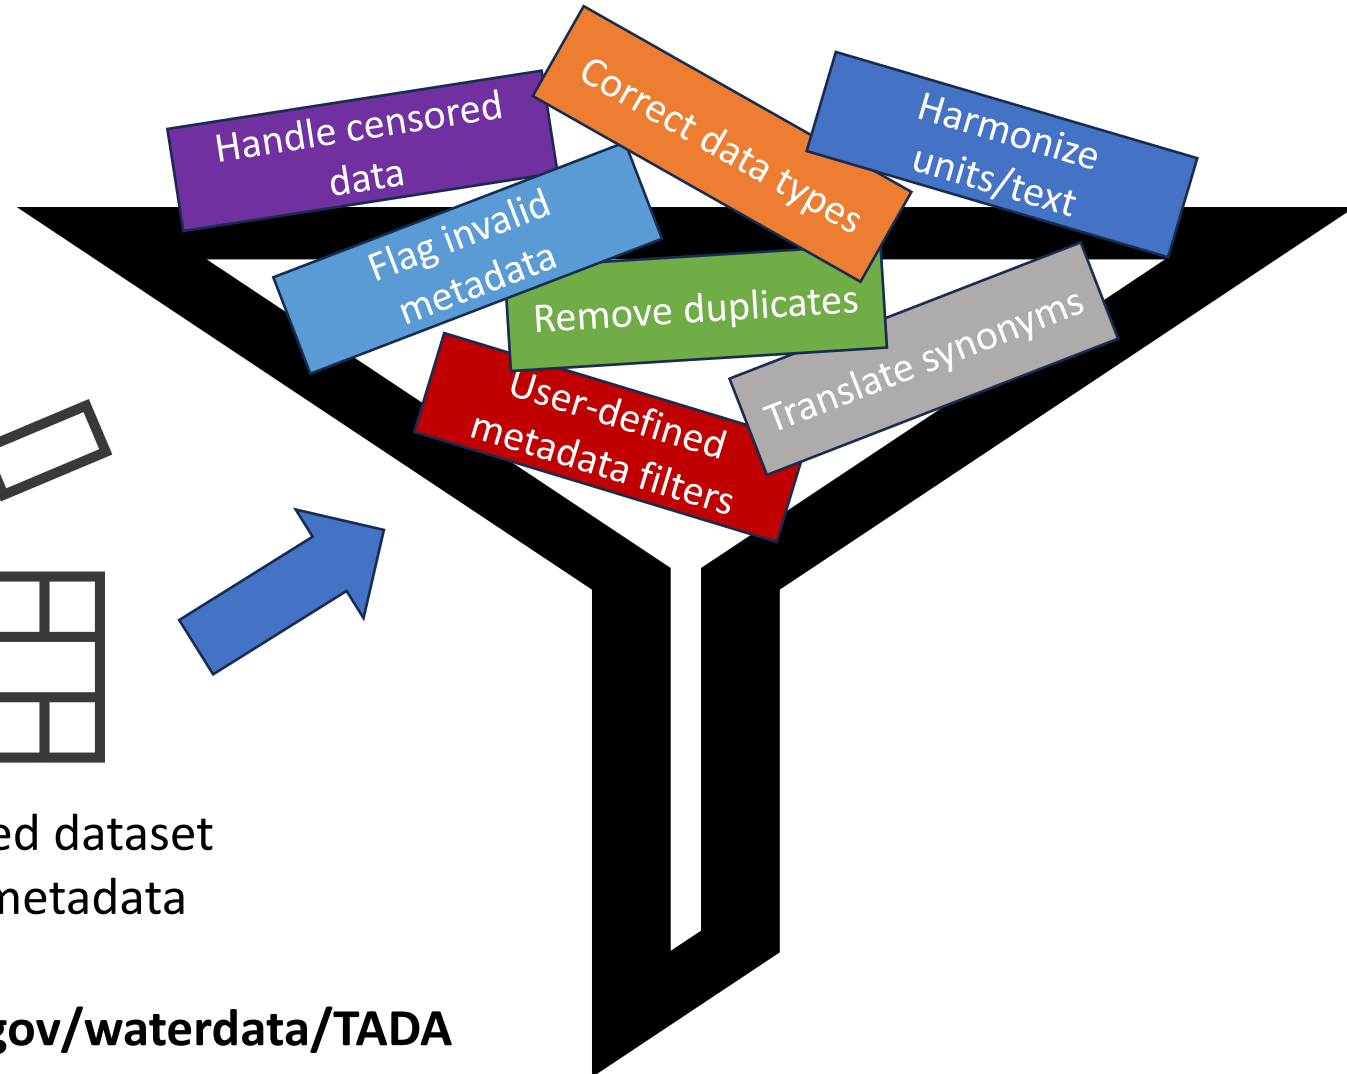 Handle censored
data
Correct data types
Harmonize
units/text
Flag invalid
metadata
Remove duplicates
Translate synonyms
User-defined
metadata filters
ed dataset
metadata
gov/waterdata/TADA